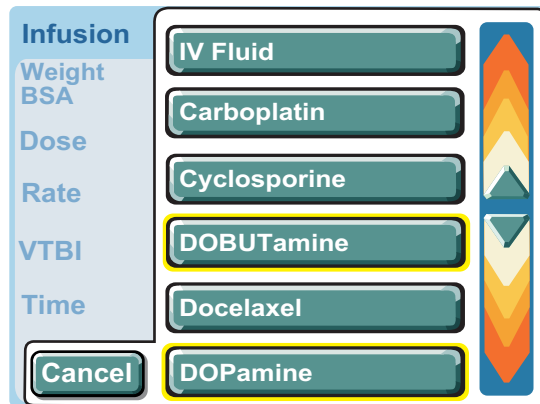 Infusion
Weight
BSA
Dose
Rate
VTBI
Time
Cancel
IV Fluid
Carboplatin
Cyclosporine
DOBUTamine
Docelaxel
DOPamine